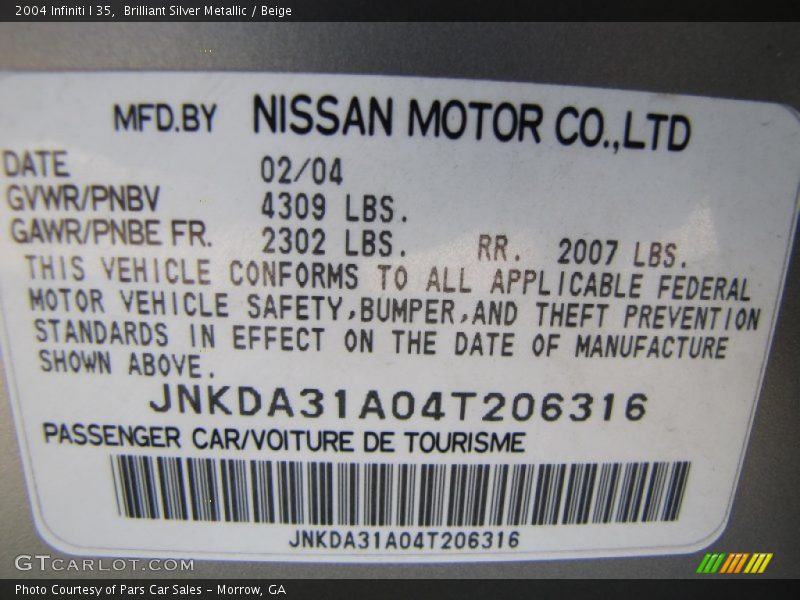 2004 Infiniti I 35,  Brilliant Silver Metallic / Beige
MFD.BY NISSAN MOTOR CO.,LTD
DATE 02/04
GVWR/PNBV 4309 LBS.
GAWR/PNBE FR. 2302 LBS. RR. 2007 LBS.
THIS VEHICLE CONFORMS TO ALL APPLICABLE FEDERAL
MOTOR VEHICLE SAFETY,BUMPER,AND THEFT PREVENTION
STANDARDS IN EFFECT ON THE DATE OF MANUFACTURE
SHOWN ABOVE.
JNKDA31A04T206316
PASSENGER CAR/VOITURE DE TOURISME
JNKDA31A04T206316
GTCARLOT.COM
Photo Courtesy of Pars Car Sales - Morrow, GA